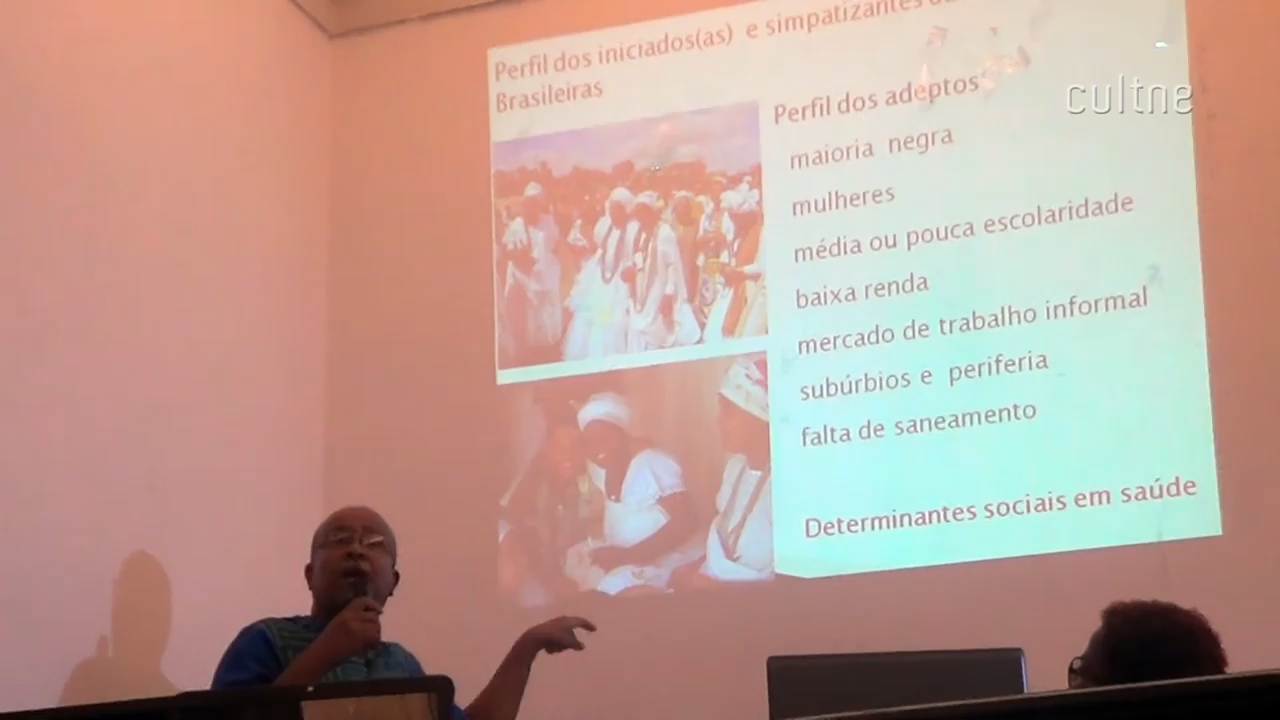 Perfil dos iniciados(as) e simpatizantes
Brasileiras
Perfil dos adeptos
cultne
maioria negra
mulheres
média ou pouca escolaridade
baixa renda
mercado de trabalho informal
subúrbios e periferia
falta de saneamento
Determinantes sociais em saúde